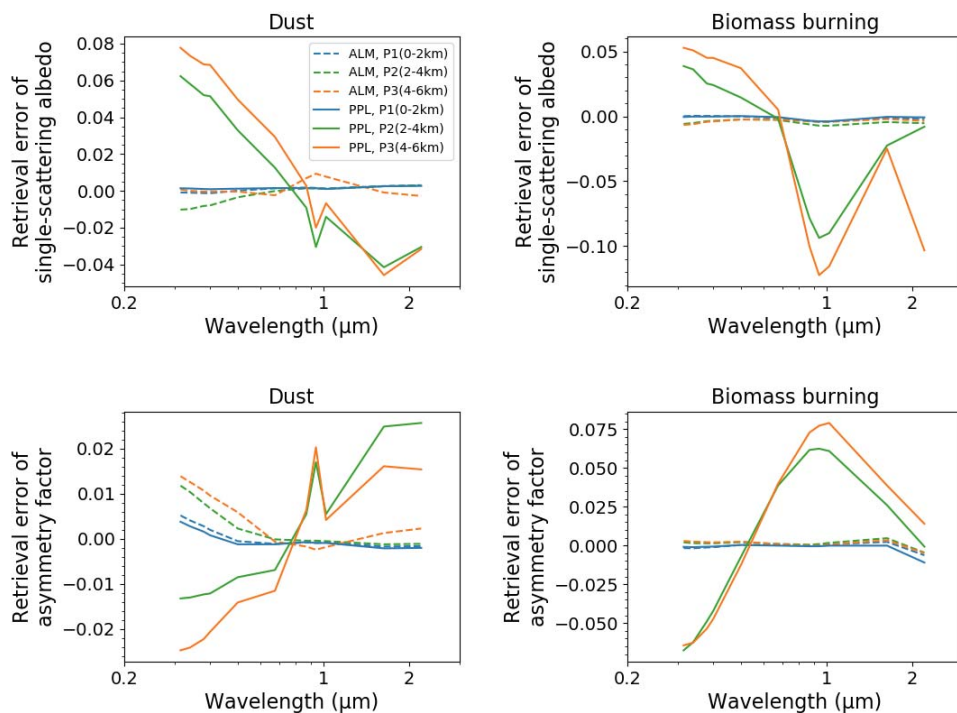 Dust
Retrieval error of
single-scattering albedo
0.08
0.06
0.04
0.02
0.00
−0.02
−0.04
ALM, P1(0-2km)
ALM, P2(2-4km)
ALM, P3(4-6km)
PPL, P1(0-2km)
PPL, P2(2-4km)
PPL, P3(4-6km)
0.2
1
2
Wavelength (μm)
Biomass burning
Retrieval error of
single-scattering albedo
0.05
0.00
−0.05
−0.10
0.2
1
2
Wavelength (μm)
Dust
Retrieval error of
asymmetry factor
0.02
0.01
0.00
−0.01
−0.02
0.2
1
2
Wavelength (μm)
Biomass burning
Retrieval error of
asymmetry factor
0.075
0.050
0.025
0.000
−0.025
−0.050
0.2
1
2
Wavelength (μm)